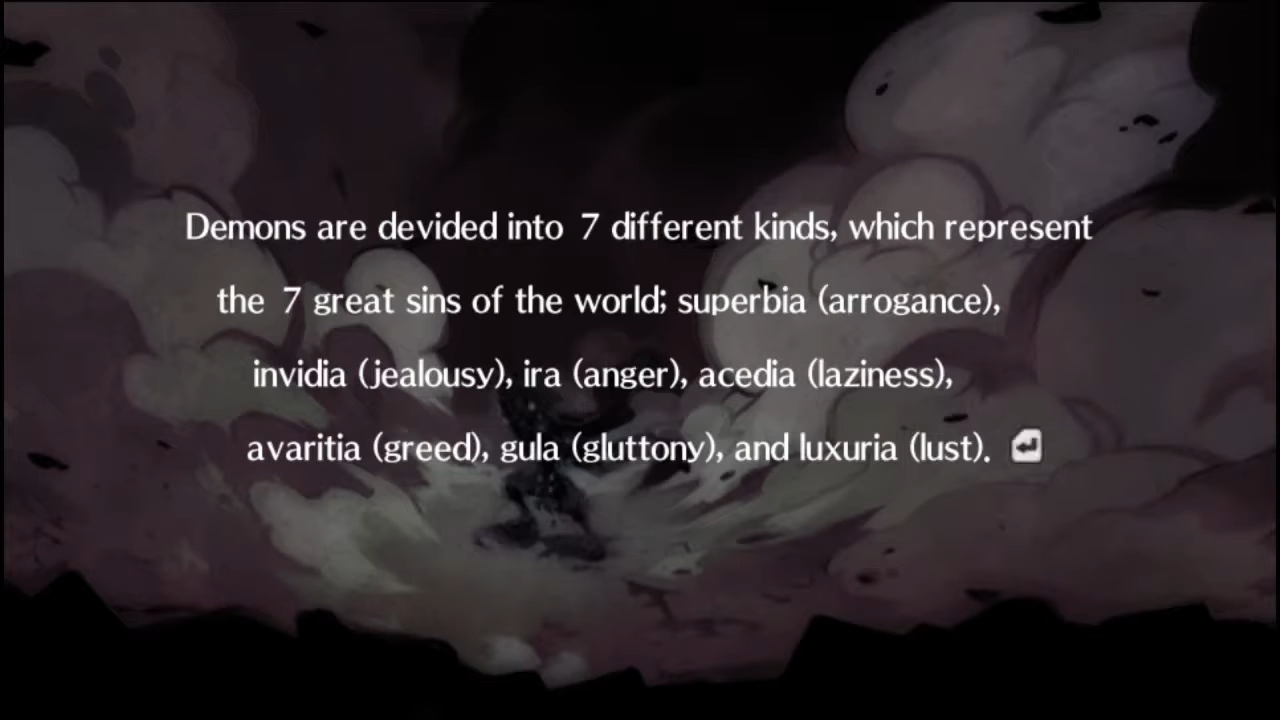 Demons are devided into 7 different kinds, which represent
the 7 great sins of the world; superbia (arrogance),
invidia (jealousy), ira (anger), acedia (laziness),
avaritia (greed), gula (gluttony), and luxuria (lust).